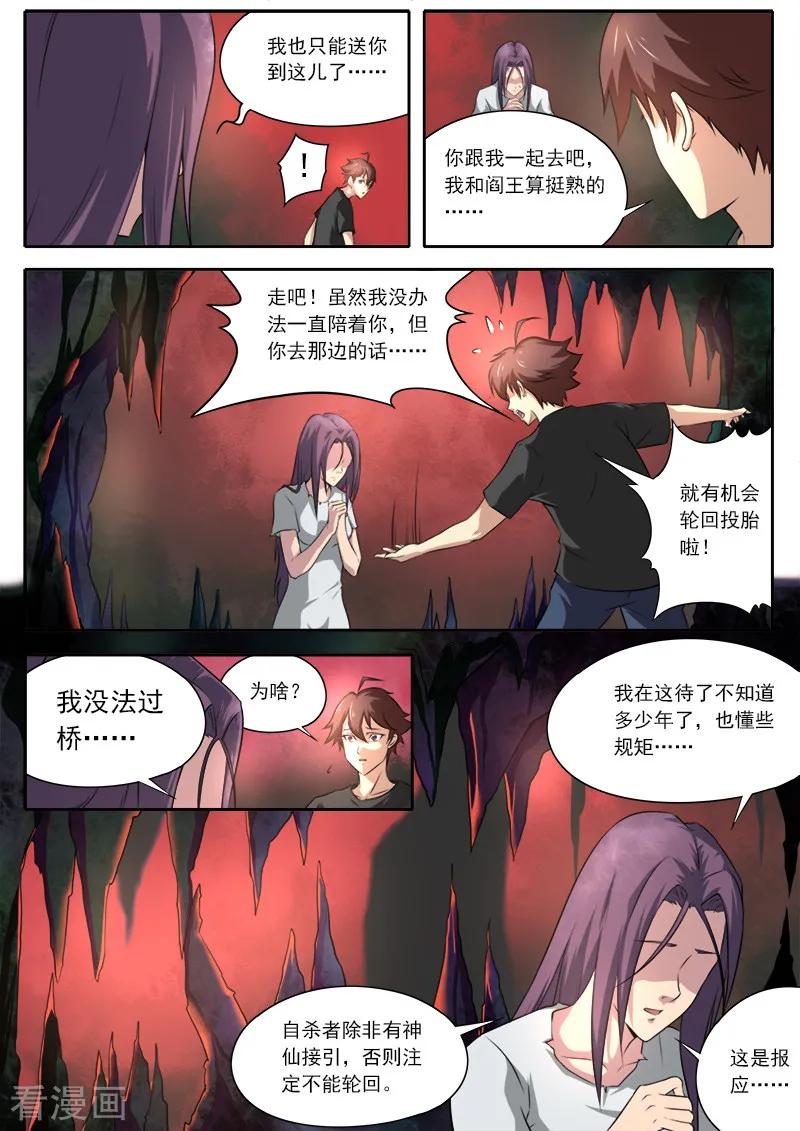 我也只能送你
到这儿了……
！
你跟我一起去吧，
我和阎王算挺熟的
……
走吧！虽然我没办
法一直陪着你，但
你去那边的话……
就有机会
轮回投胎
啦！
我没法过
桥……
为啥？
我在这待了不知道
多少年了，也懂些
规矩……
自杀者除非有神
仙接引，否则注
定不能轮回。
这是报
应……
看漫画